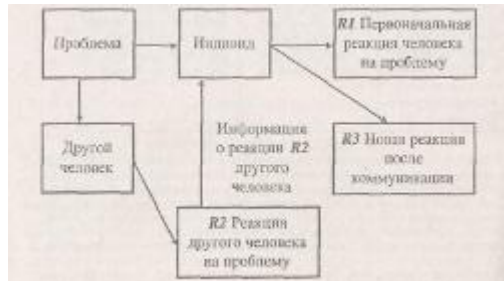 Проблема
Индивид
R1 Первоначальная
реакция человека
на проблему
Другой
человек
Информация
о реакции R2
другого
человека
R3 Новая реакция
после
коммуникации
R2 Реакция
другого человека
на проблему